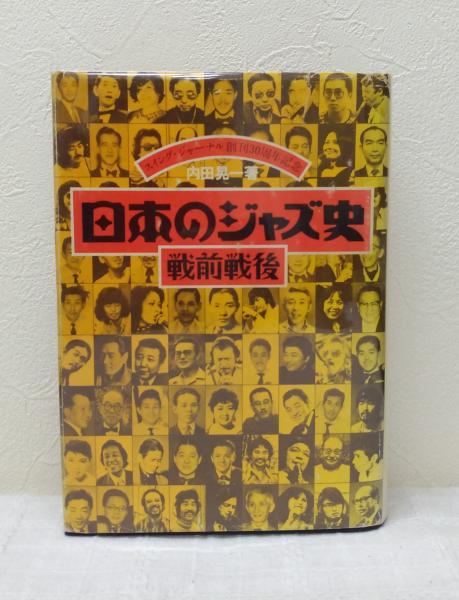 スイング・ジャーナル創刊30周年記念
内田晃一著
日本のジャズ史
戦前戦後